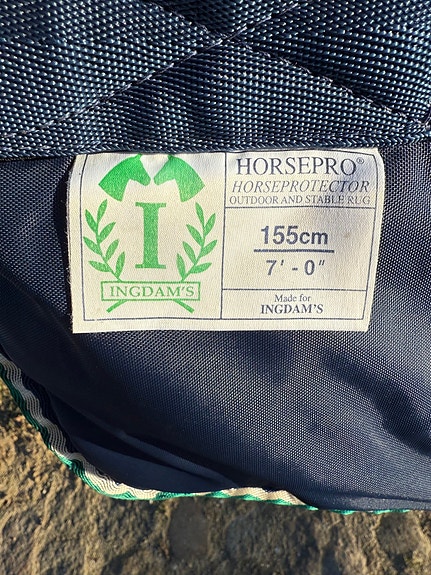 I
INGDAM'S
HORSEPRO®
HORSEPROTECTOR
OUTDOOR AND STABLE RUG
155cm
7' - 0"
Made for
INGDAM'S